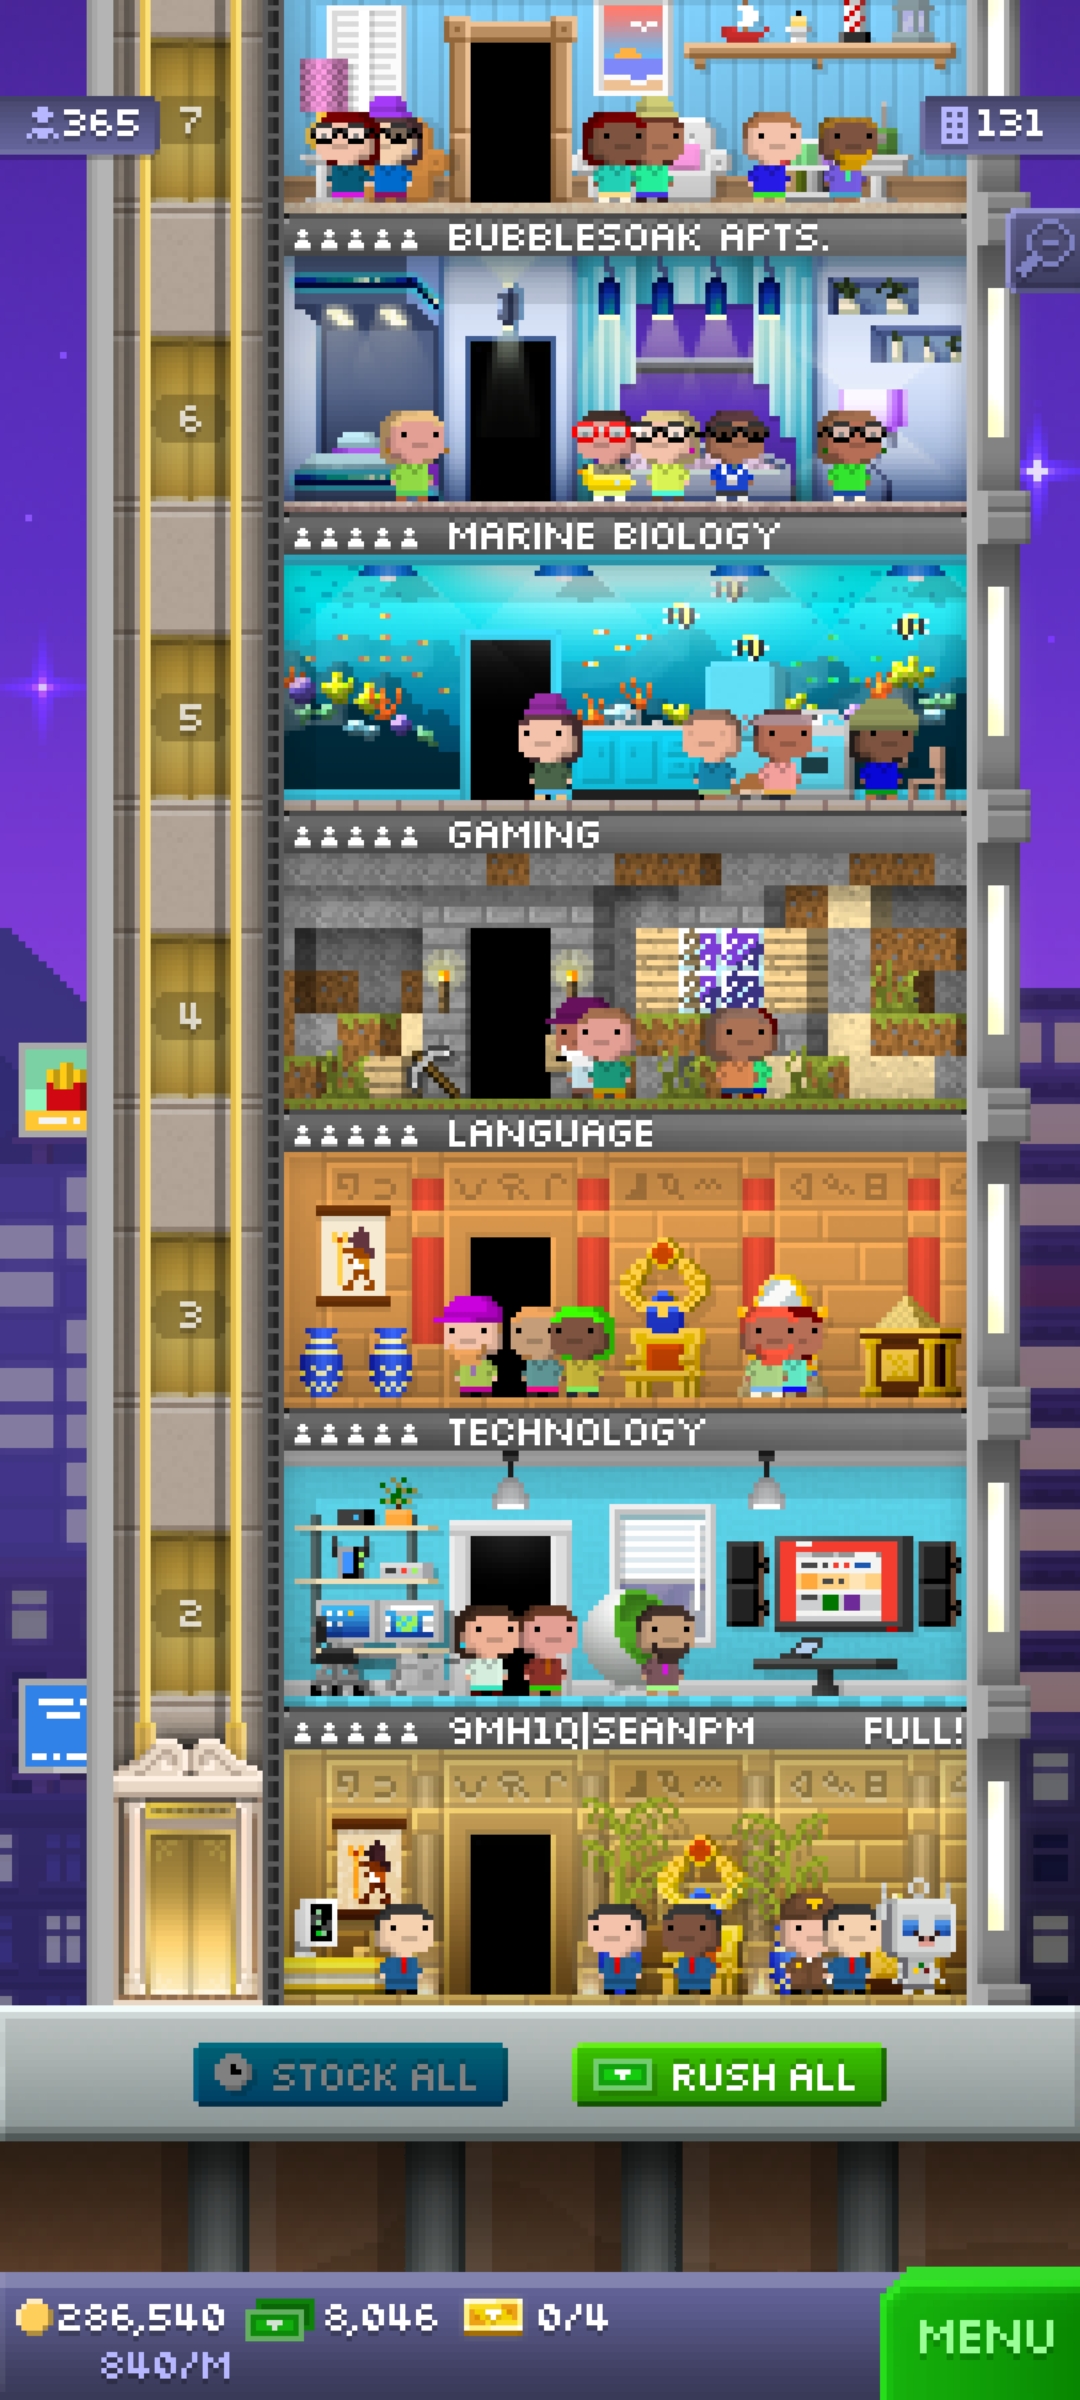 365
7
131
BUBBLESOAK APTS.
6
MARINE BIOLOGY
5
GAMING
4
LANGUAGE
3
TECHNOLOGY
2
9MH1Q|SEANPM FULL!
STOCK ALL
RUSH ALL
286,540 8,046 0/4
840/M
MENU